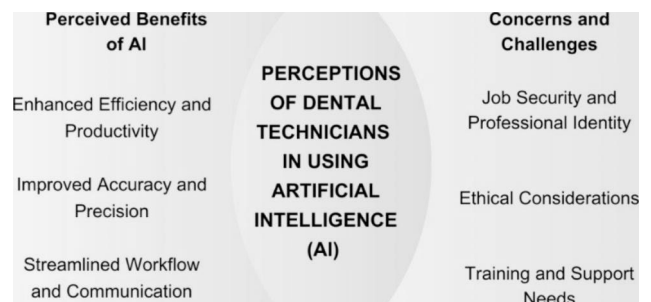 Perceived Benefits
of AI
Enhanced Efficiency and
Productivity
Improved Accuracy and
Precision
Streamlined Workflow
and Communication
PERCEPTIONS
OF DENTAL
TECHNICIANS
IN USING
ARTIFICIAL
INTELLIGENCE
(AI)
Concerns and
Challenges
Job Security and
Professional Identity
Ethical Considerations
Training and Support
Needs